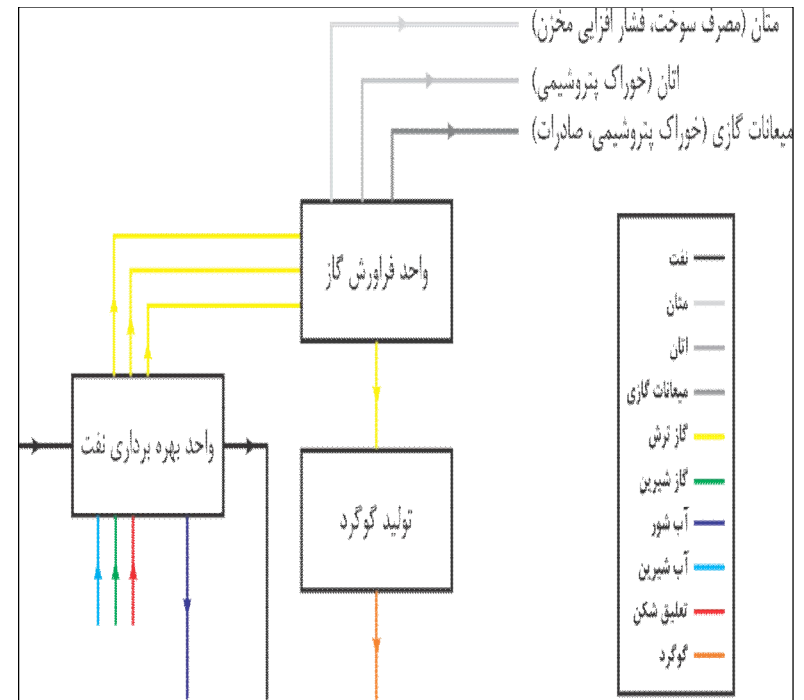 متان (مصرف سوخت، فشار افزایی مخزن)
اتان (خوراک پتروشیمی)
میعانات گازی (خوراک پتروشیمی، صادرات)
واحد فراورش گاز
واحد بهره برداری نفت
تولید گوگرد
نفت
متان
اتان
میعانات گازی
گاز ترش
گاز شیرین
آب شور
آب شیرین
تعلیق شکن
گوگرد